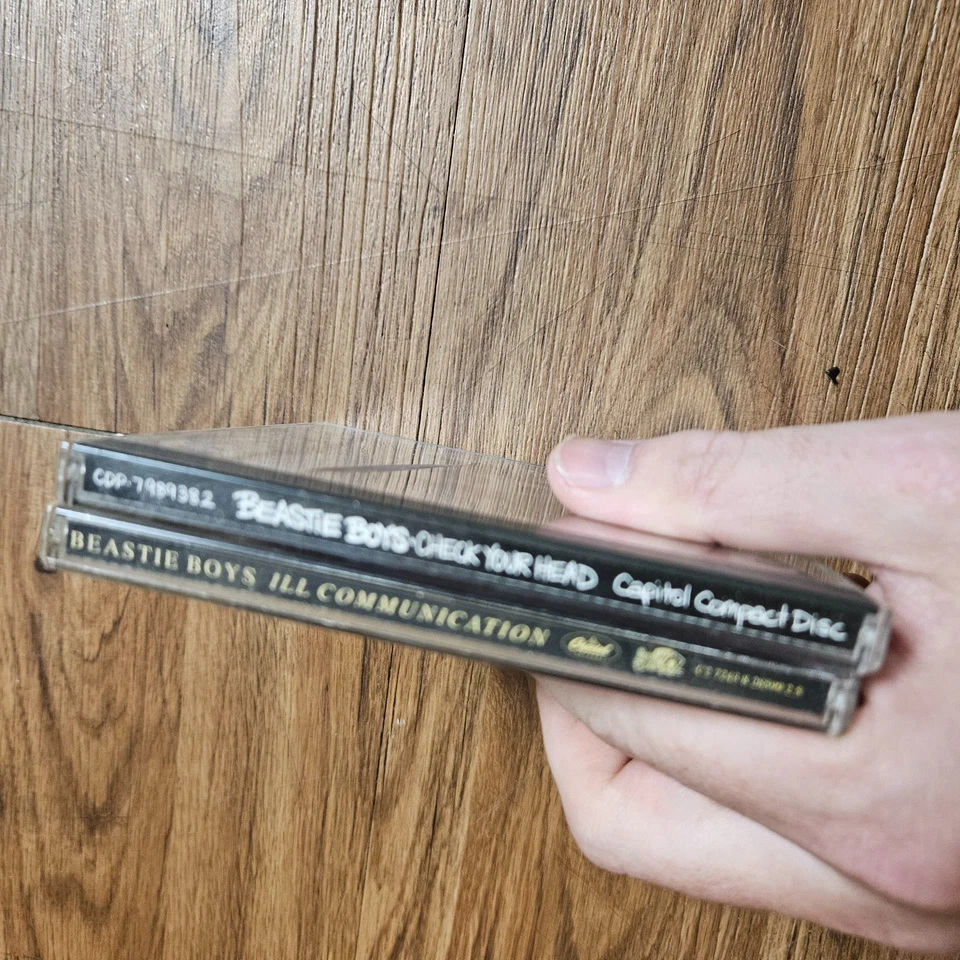 CDP-7989382 BEASTIE BOYS-CHECK YOUR HEAD Capitol Compact Disc
BEASTIE BOYS ILL COMMUNICATION Capitol